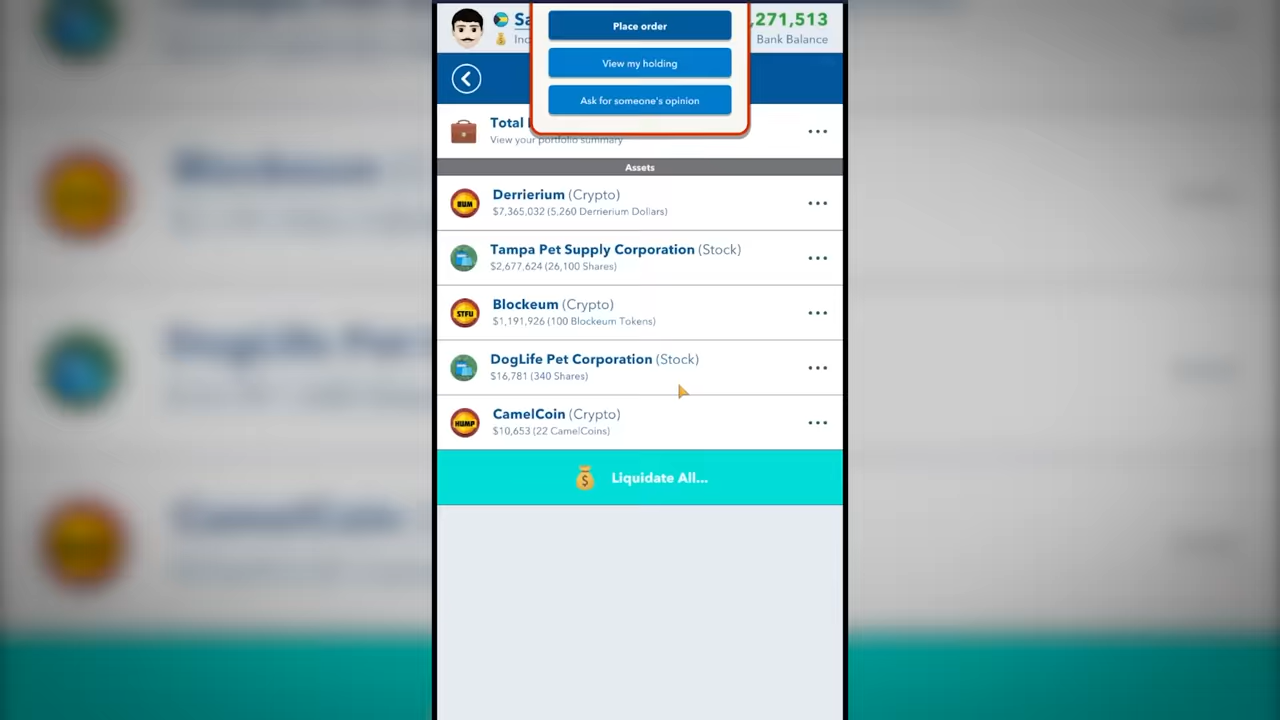 Sa
Inc
,271,513
Bank Balance
Place order
View my holding
Ask for someone's opinion
Total
View your portfolio summary
Assets
BUM
Derrierium (Crypto)
$7,365,032 (5,260 Derrierium Dollars)
Tampa Pet Supply Corporation (Stock)
$2,677,624 (26,100 Shares)
STFU
Blockeum (Crypto)
$1,191,926 (100 Blockeum Tokens)
DogLife Pet Corporation (Stock)
$16,781 (340 Shares)
HUMP
CamelCoin (Crypto)
$10,653 (22 CamelCoins)
Liquidate All...